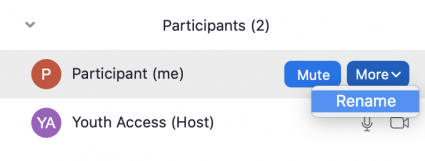 Participants (2)
P Participant (me) Mute More
Rename
YA Youth Access (Host)